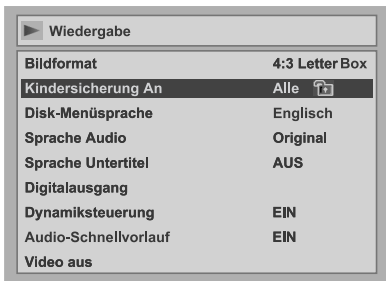 Wiedergabe
Bildformat 4:3 Letter Box
Kindersicherung An Alle
Disk-Menüsprache Englisch
Sprache Audio Original
Sprache Untertitel AUS
Digitalausgang
Dynamiksteuerung EIN
Audio-Schnellvorlauf EIN
Video aus